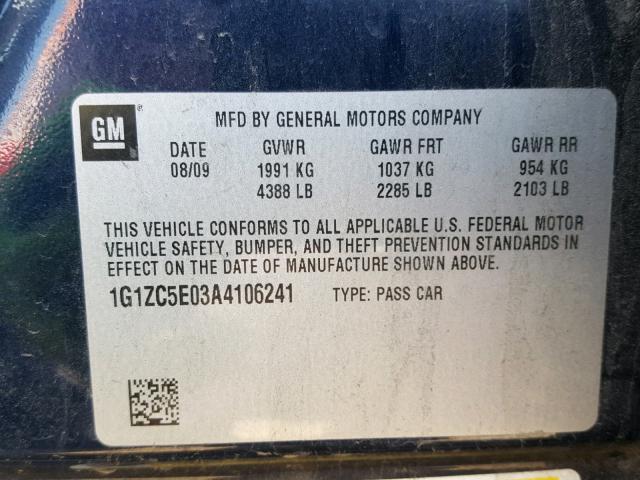 GM
MFD BY GENERAL MOTORS COMPANY
DATE GVWR GAWR FRT GAWR RR
08/09 1991 KG 1037 KG 954 KG
4388 LB 2285 LB 2103 LB
THIS VEHICLE CONFORMS TO ALL APPLICABLE U.S. FEDERAL MOTOR
VEHICLE SAFETY, BUMPER, AND THEFT PREVENTION STANDARDS IN
EFFECT ON THE DATE OF MANUFACTURE SHOWN ABOVE.
1G1ZC5E03A4106241 TYPE: PASS CAR